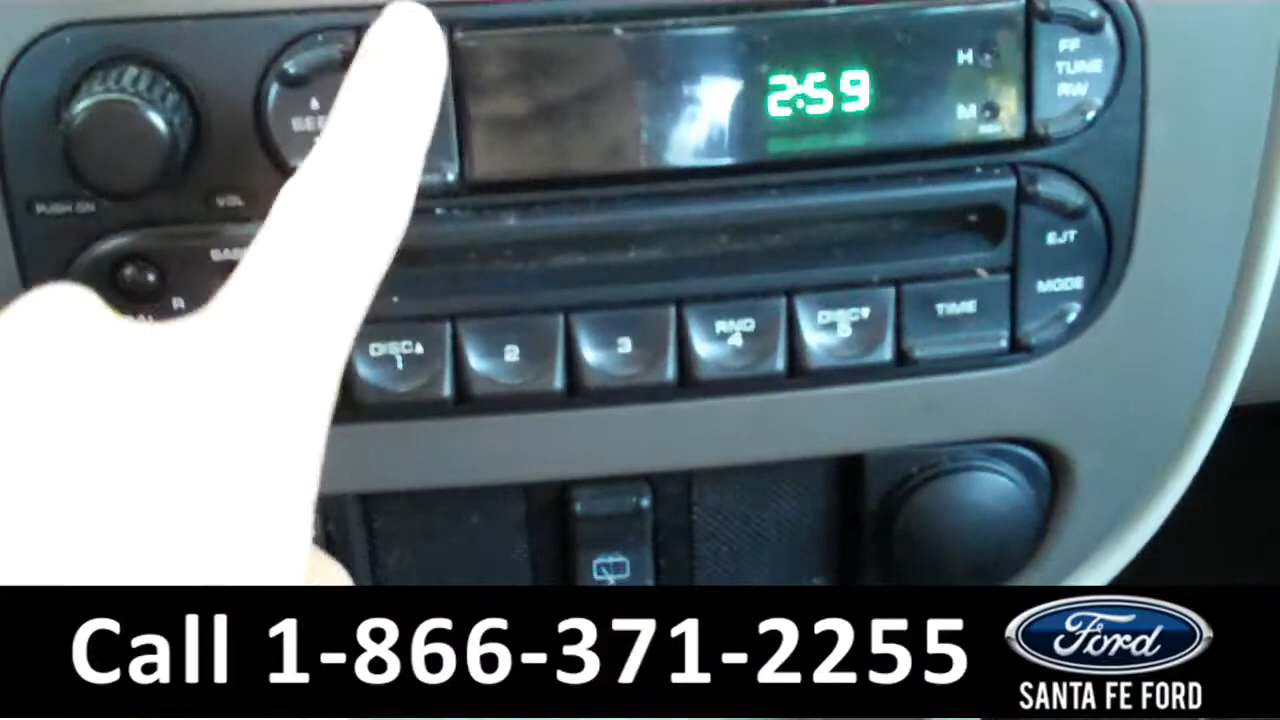 2:59
H
M
FF
TUNE
RW
PUSH ON
VOL
EJT
MODE
R
DISC▲
1
2
3
RND
4
DISC▼
5
TIME
Call 1-866-371-2255
Ford
SANTA FE FORD